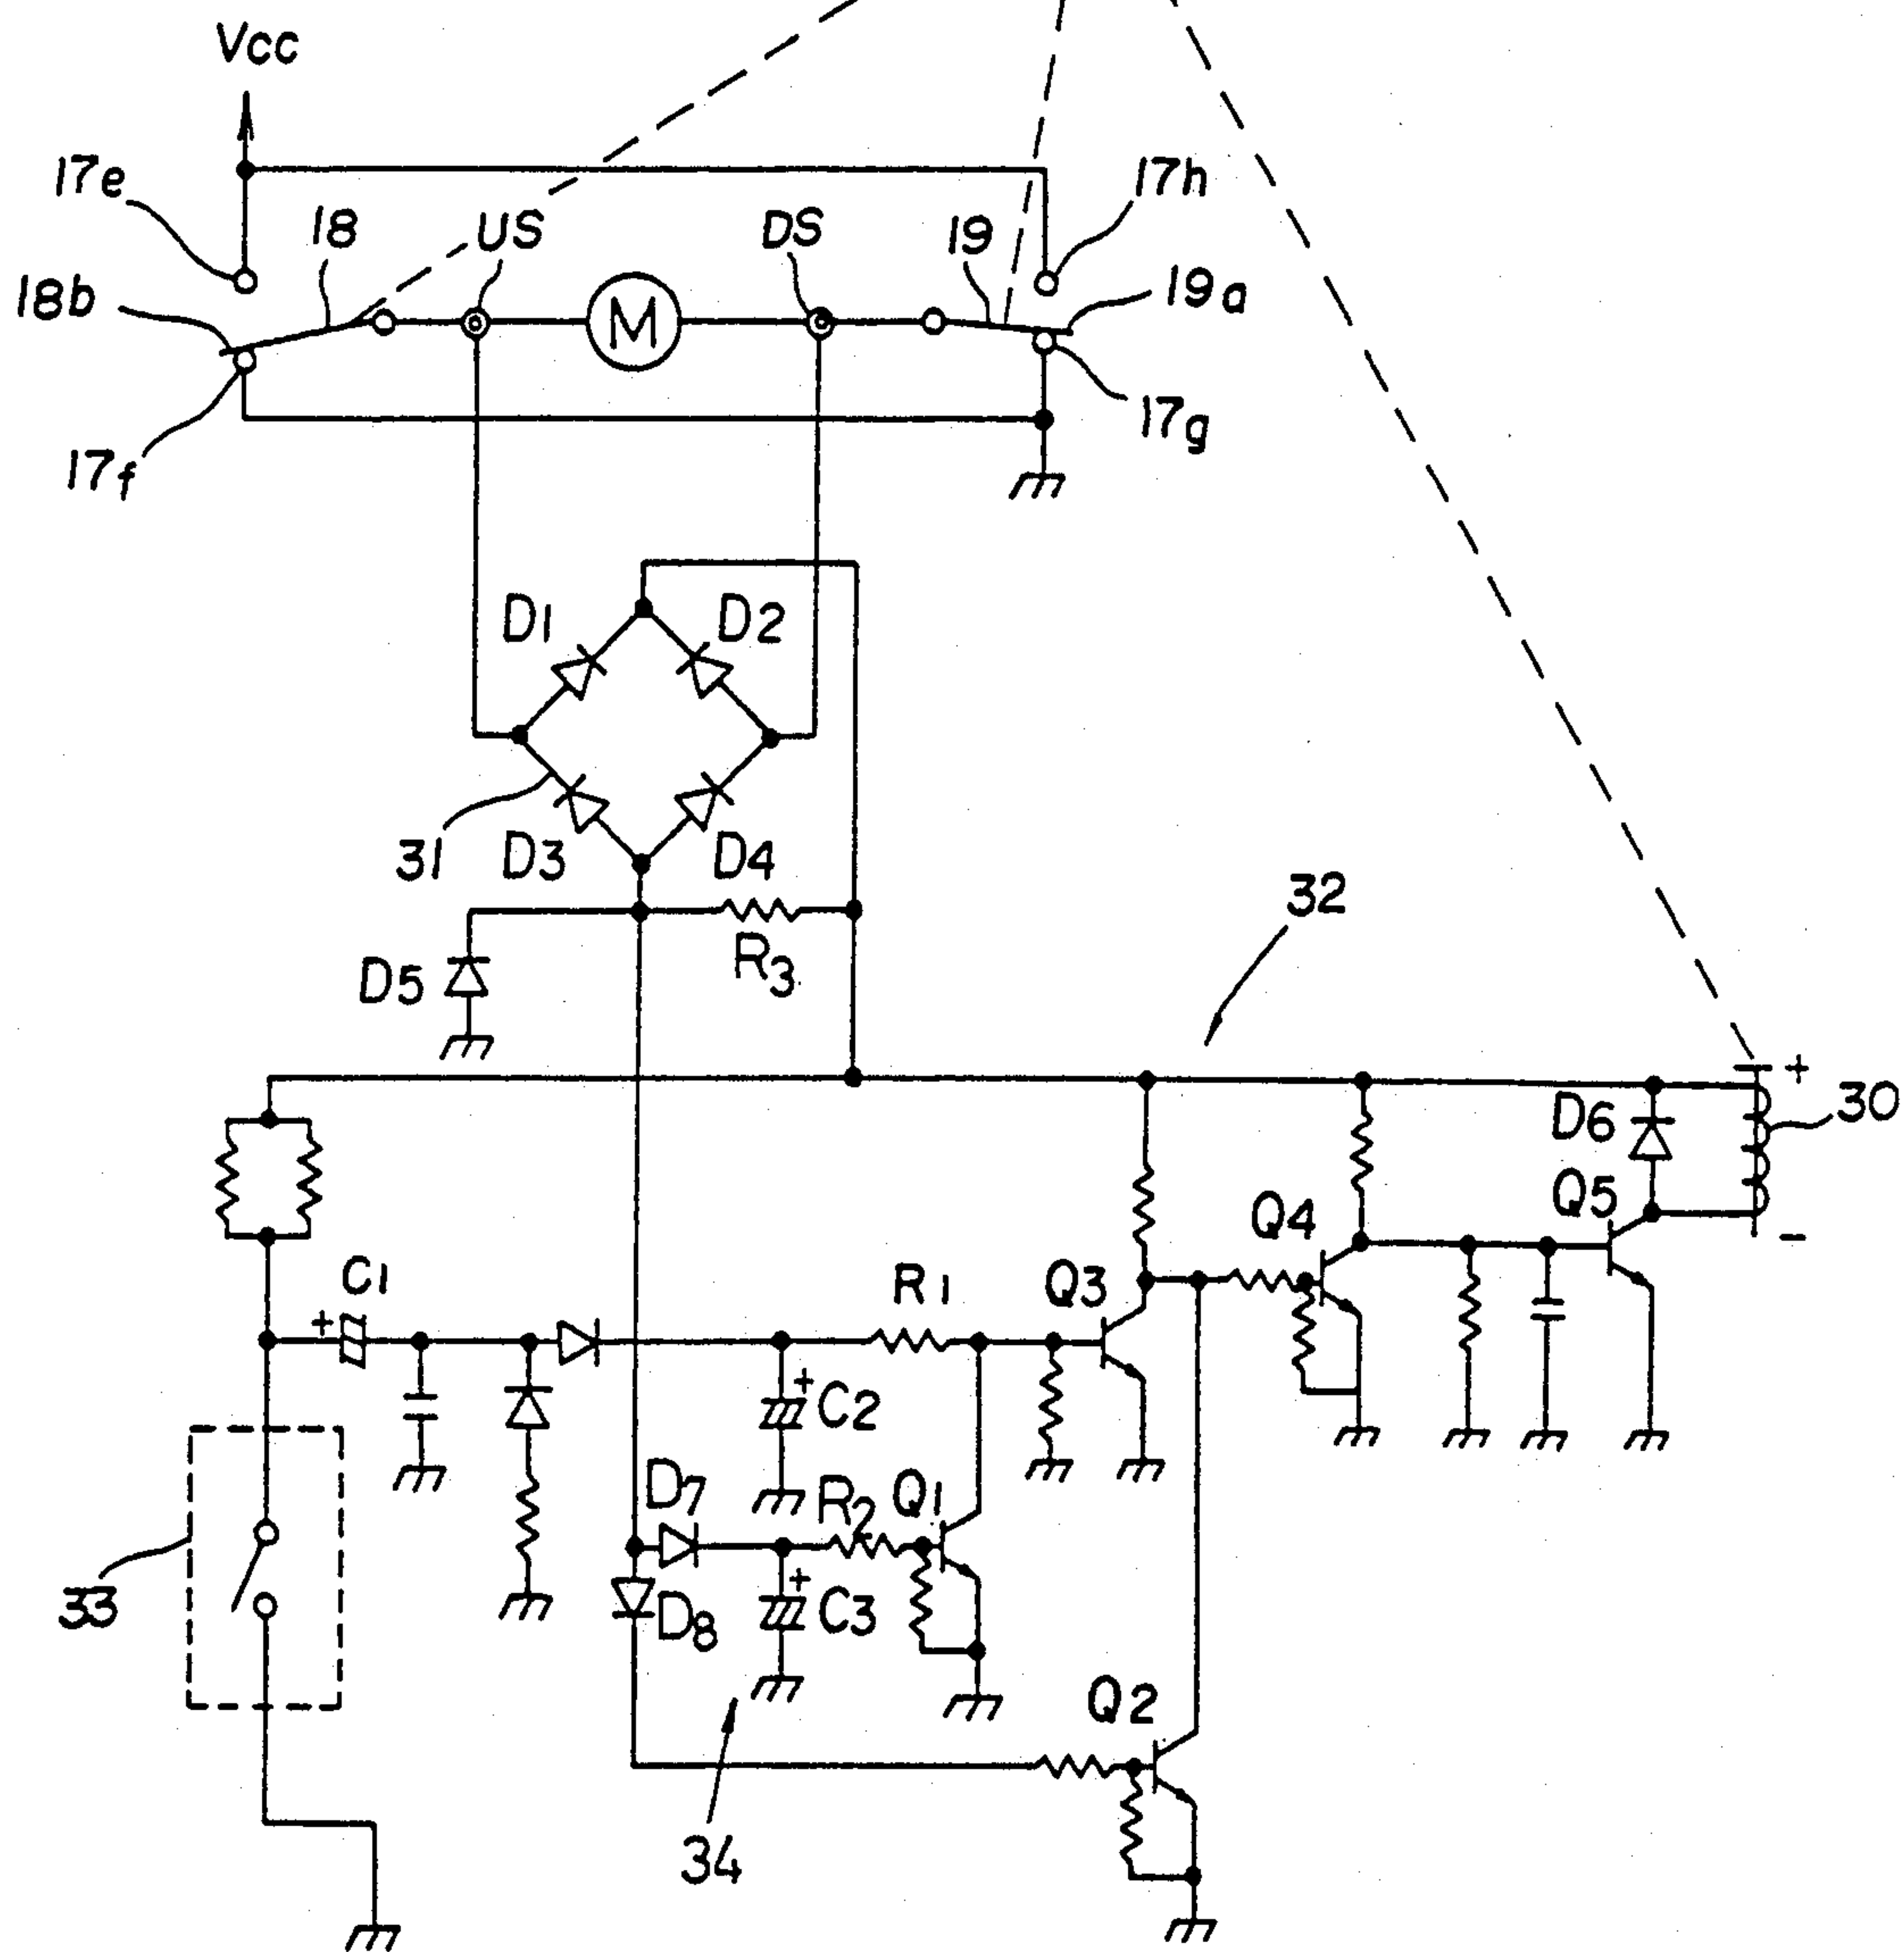 Vcc
17e
17h
18
US
DS
19
18b
19a
M
17f
17g
D1
D2
31
D3
D4
32
D5
R3
+
D6
30
Q5
Q4
-
C1
R1
Q3
+
+
C2
D7
R2
Q1
33
+
C3
D8
Q2
34